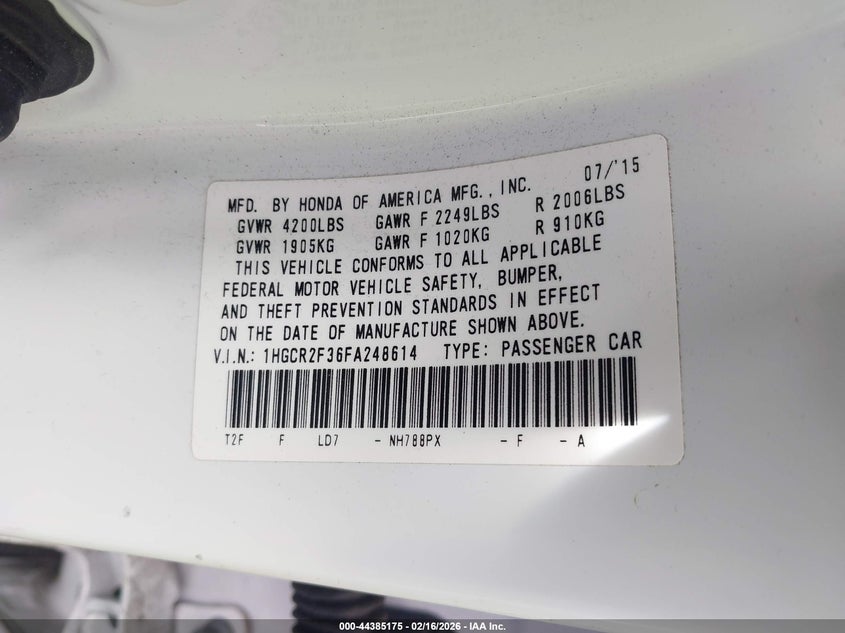 07/'15
MFD. BY HONDA OF AMERICA MFG., INC.
GVWR 4200LBS GAWR F 2249LBS R 2006LBS
GVWR 1905KG GAWR F 1020KG R 910KG
THIS VEHICLE CONFORMS TO ALL APPLICABLE
FEDERAL MOTOR VEHICLE SAFETY, BUMPER,
AND THEFT PREVENTION STANDARDS IN EFFECT
ON THE DATE OF MANUFACTURE SHOWN ABOVE.
V.I.N.: 1HGCR2F36FA248614 TYPE: PASSENGER CAR
T2F F LD7 - NH788PX - F - A
000-44385175 — 02/16/2026 — IAA Inc.